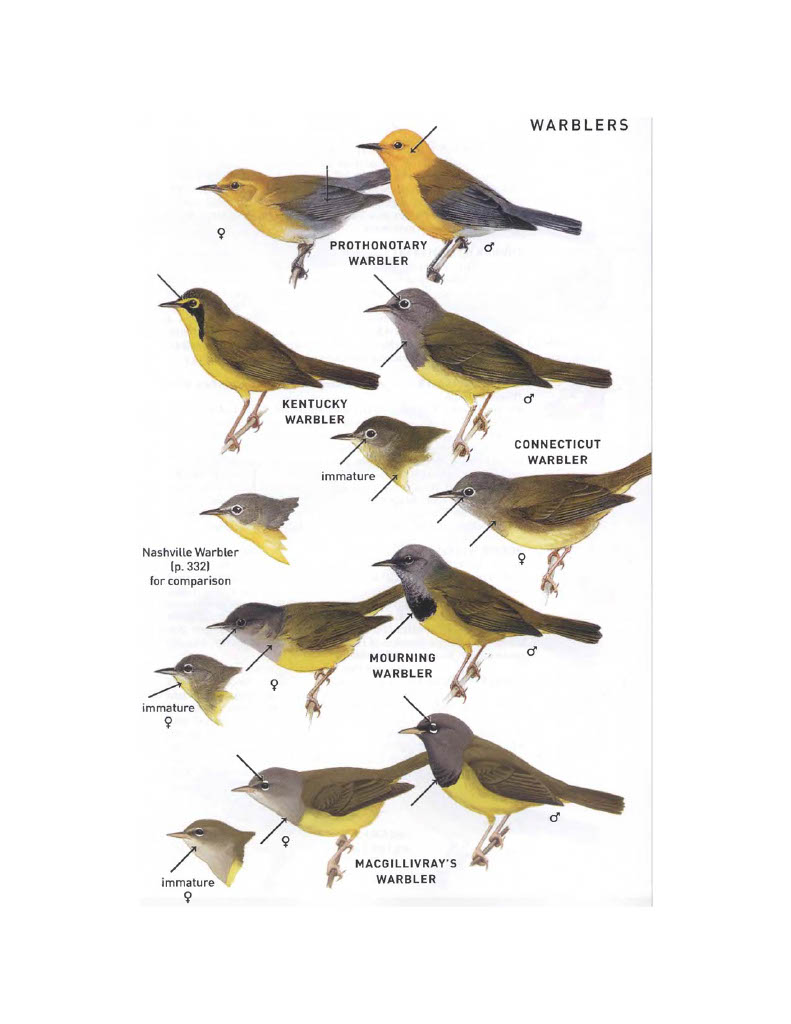 WARBLERS
♀
PROTHONOTARY
WARBLER
♂
KENTUCKY
WARBLER
♂
immature
CONNECTICUT
WARBLER
♀
Nashville Warbler
(p. 332)
for comparison
♀
MOURNING
WARBLER
♂
immature
♀
♀
♂
MACGILLIVRAY'S
WARBLER
immature
♀